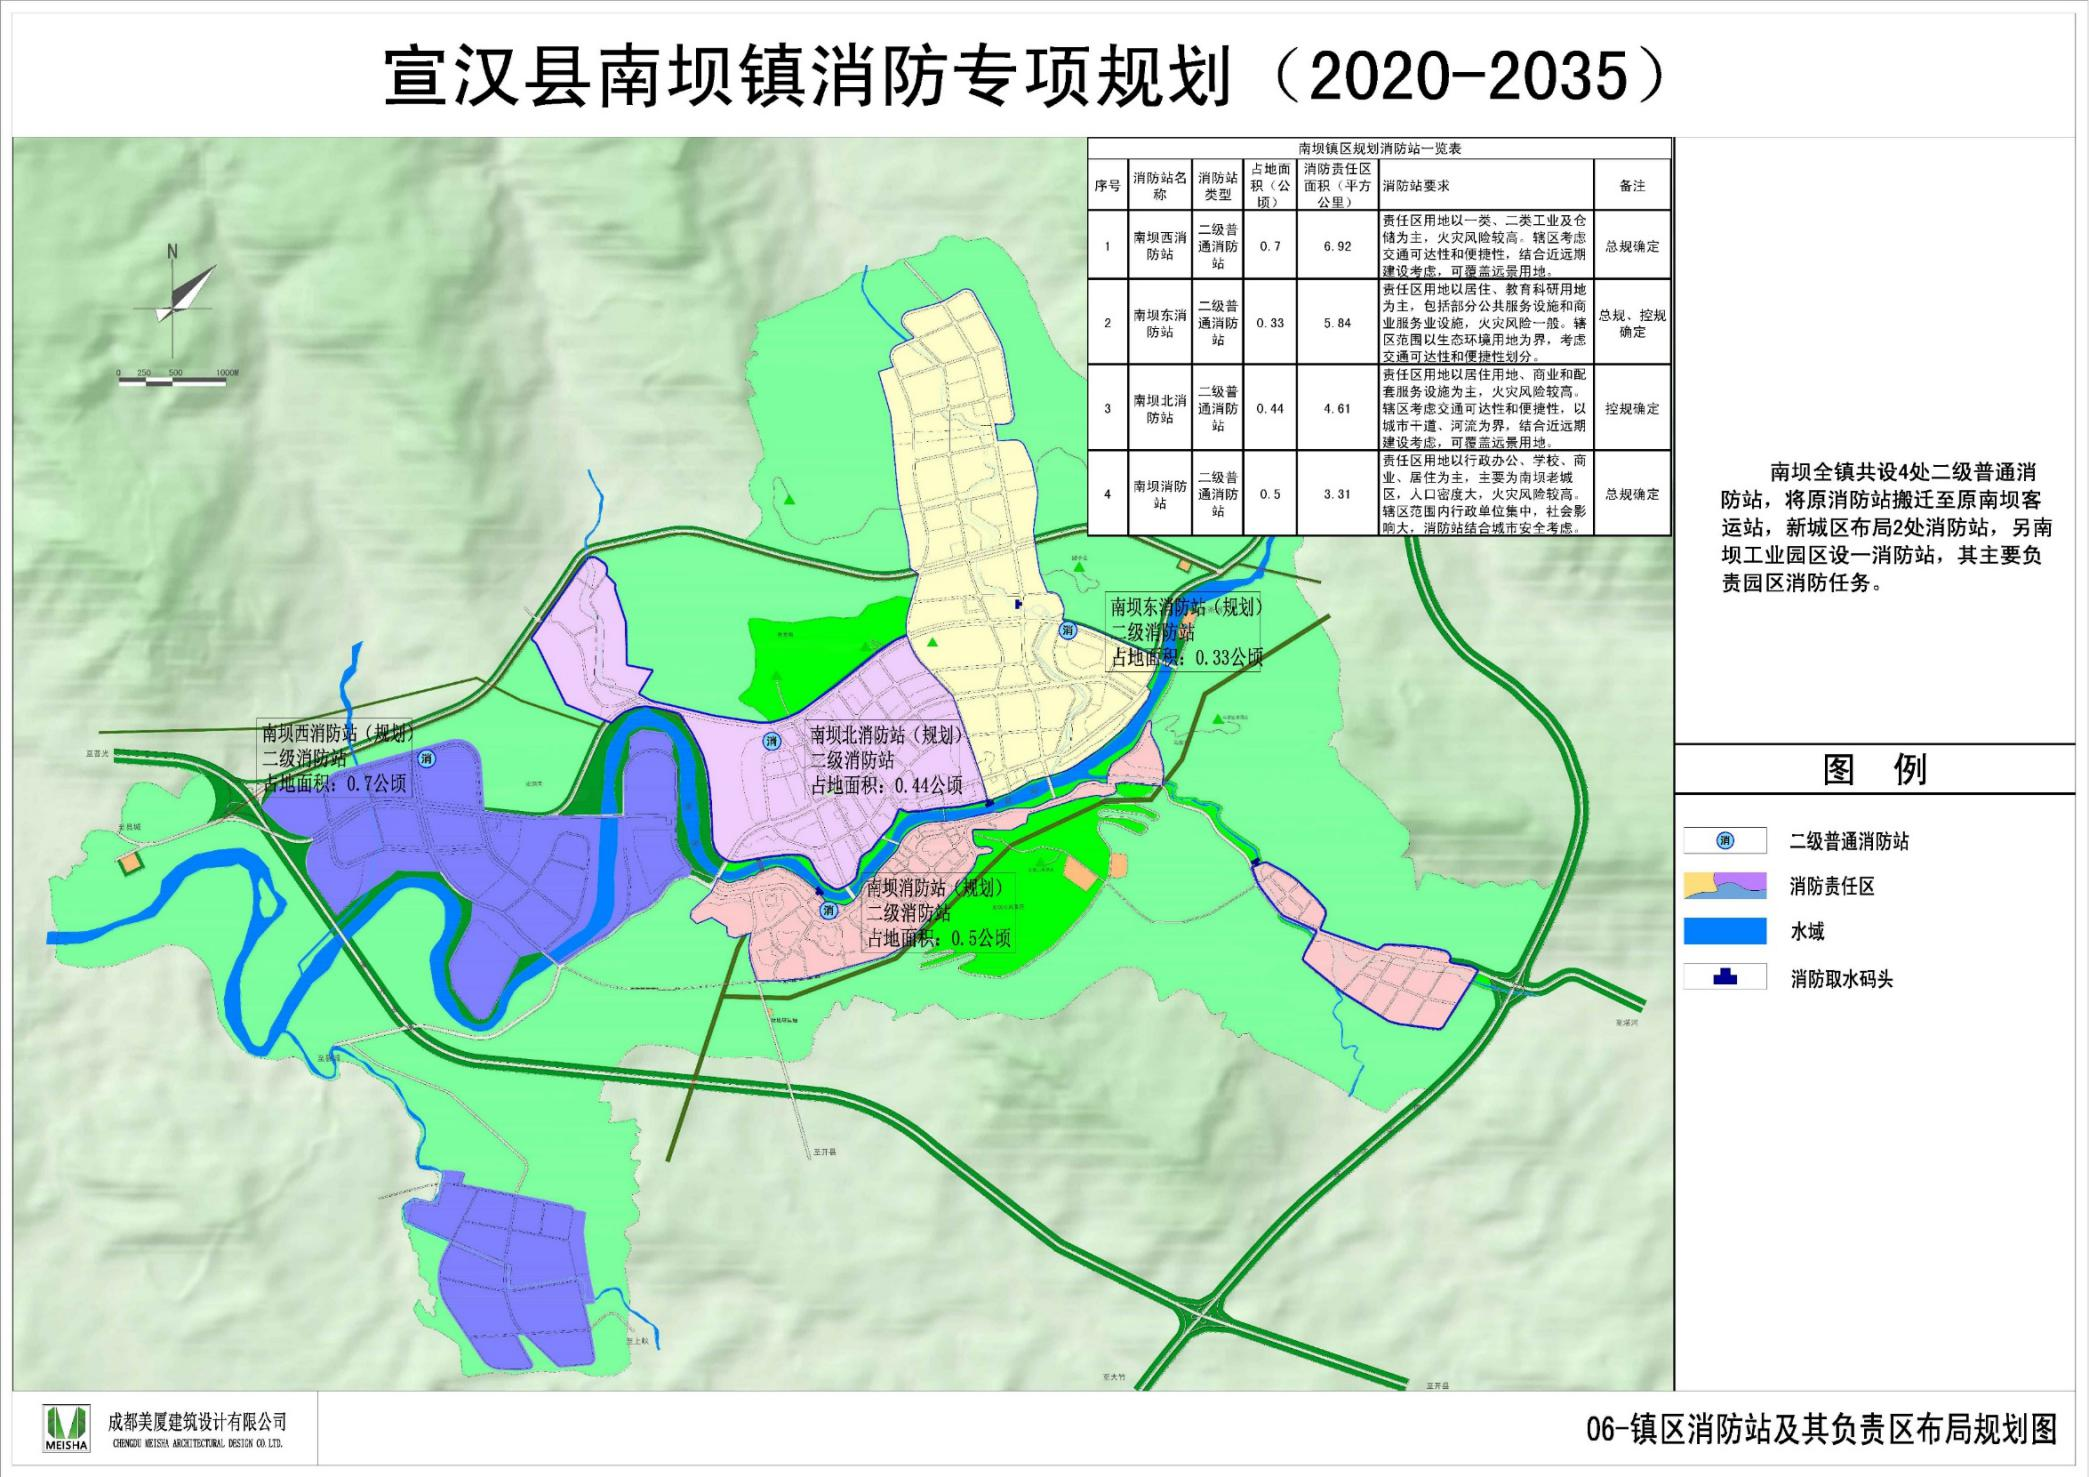 宣汉县南坝镇消防专项规划（2020-2035）
N
0 250 500 1000M
南坝镇区规划消防站一览表
序号 消防站名称 消防站类型 占地面积（公顷） 消防责任区面积（平方公里） 消防站要求 备注
1 南坝西消防站 二级普通消防站 0.7 6.92 责任区用地以一类、二类工业及仓储为主，火灾风险较高。辖区考虑交通可达性和便捷性，结合近远期建设考虑，可覆盖远景用地。 总规确定
2 南坝东消防站 二级普通消防站 0.33 5.84 责任区用地以居住、教育科研用地为主，包括部分公共服务设施和商业服务业设施，火灾风险一般。辖区范围以生态环境用地为界，考虑交通可达性和便捷性划分。 总规、控规确定
3 南坝北消防站 二级普通消防站 0.44 4.61 责任区用地以居住用地、商业和配套服务设施为主，火灾风险较高。辖区考虑交通可达性和便捷性，以城市干道、河流为界，结合近远期建设考虑，可覆盖远景用地。 控规确定
4 南坝消防站 二级普通消防站 0.5 3.31 责任区用地以行政办公、学校、商业、居住为主，主要为南坝老城区，人口密度大，火灾风险较高。辖区范围内行政单位集中，社会影响大，消防站结合城市安全考虑。 总规确定
南坝全镇共设4处二级普通消
防站，将原消防站搬迁至原南坝客
运站，新城区布局2处消防站，另南
坝工业园区设一消防站，其主要负
责园区消防任务。
南坝东消防站（规划）
二级消防站
占地面积：0.33公顷
消
南坝西消防站（规划）
二级消防站
占地面积：0.7公顷
消
南坝北消防站（规划）
二级消防站
占地面积：0.44公顷
消
南坝消防站（规划）
二级消防站
占地面积：0.5公顷
消
至普光
至县城
至开县
至大竹
至开县
图 例
消 二级普通消防站
消防责任区
水域
消防取水码头
MEISHA
成都美厦建筑设计有限公司
CHENGDU MEISHA ARCHITECTURAL DESIGN CO.LTD.
06-镇区消防站及其负责区布局规划图